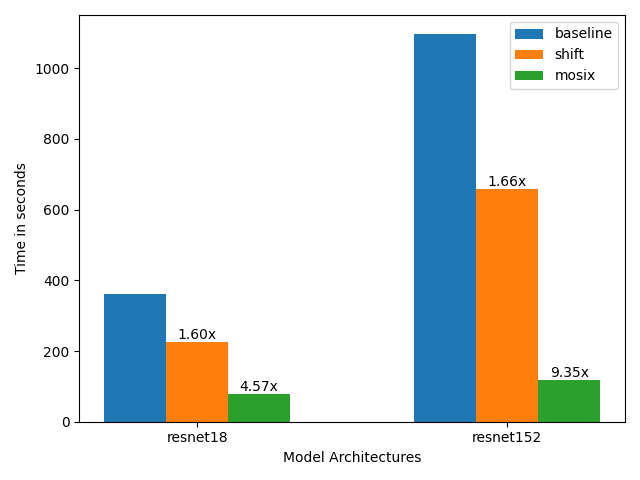 baseline
shift
mosix
1000
800
600
400
200
0
Time in seconds
1.60x
4.57x
1.66x
9.35x
resnet18
resnet152
Model Architectures